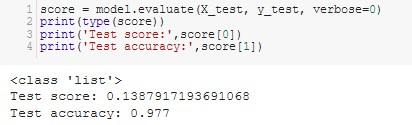 1 score = model.evaluate(X_test, y_test, verbose=0)
2 print(type(score))
3 print('Test score:',score[0])
4 print('Test accuracy:',score[1])
<class 'list'>
Test score: 0.1387917193691068
Test accuracy: 0.977